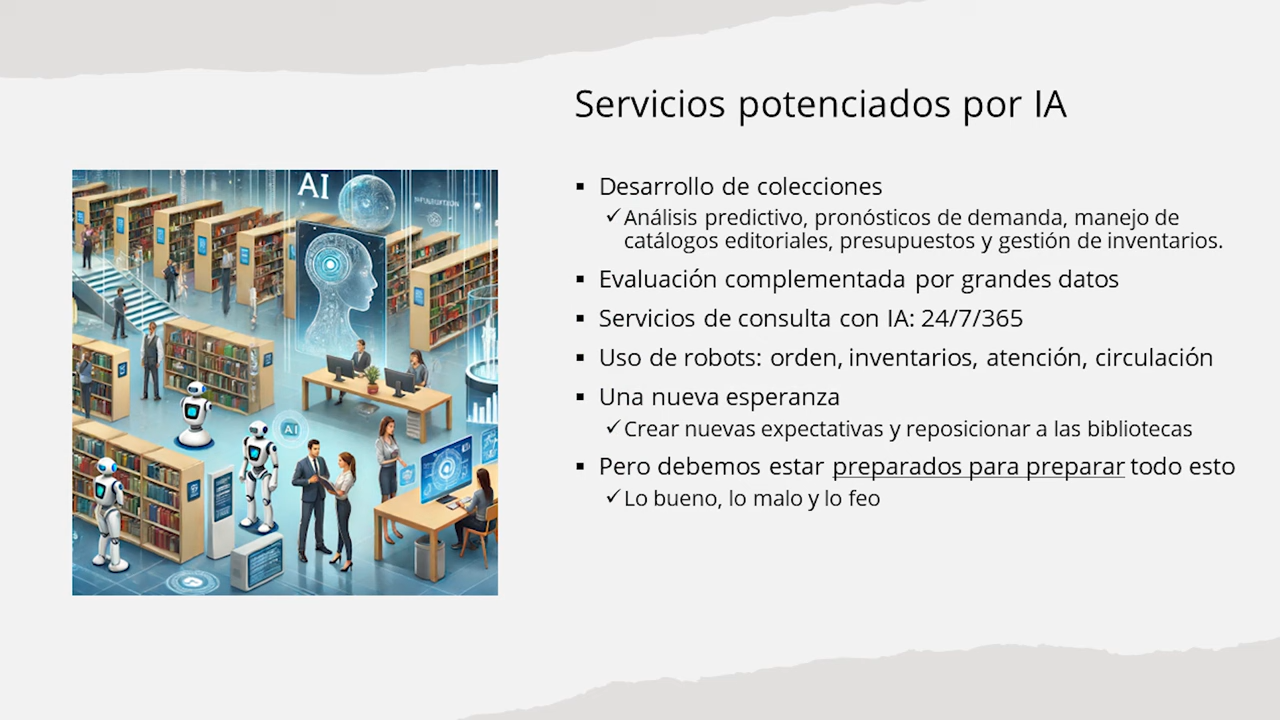 Servicios potenciados por IA
AI
▪ Desarrollo de colecciones
✓Análisis predictivo, pronósticos de demanda, manejo de
catálogos editoriales, presupuestos y gestión de inventarios.
▪ Evaluación complementada por grandes datos
▪ Servicios de consulta con IA: 24/7/365
▪ Uso de robots: orden, inventarios, atención, circulación
▪ Una nueva esperanza
✓Crear nuevas expectativas y reposicionar a las bibliotecas
▪ Pero debemos estar preparados para preparar todo esto
✓Lo bueno, lo malo y lo feo
AI